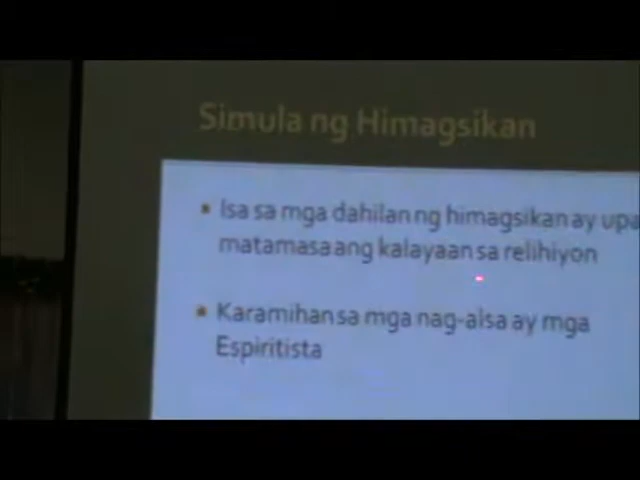 Simula ng Himagsikan
Isa sa mga dahilan ng himagsikan ay
matamasa ang kalayaan sa relihiyon
Karamihan sa mga nag-alsa ay mga
Espiritista